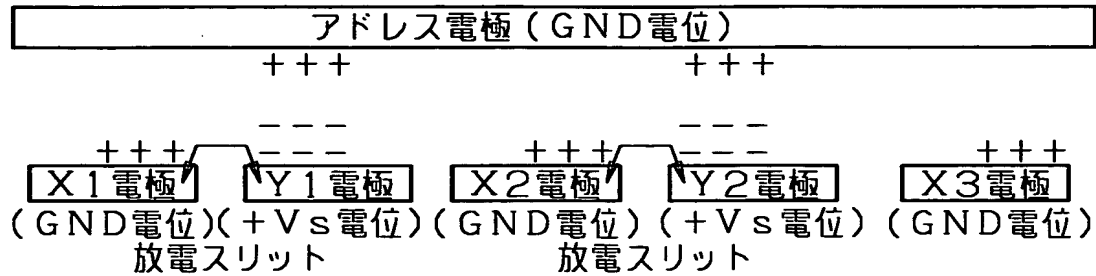 アドレス電極(GND電位)
+++ +++
--- ---
+++ --- +++ --- +++
X1電極 Y1電極 X2電極 Y2電極 X3電極
(GND電位)(+Vs電位)(GND電位)(+Vs電位)(GND電位)
放電スリット 放電スリット